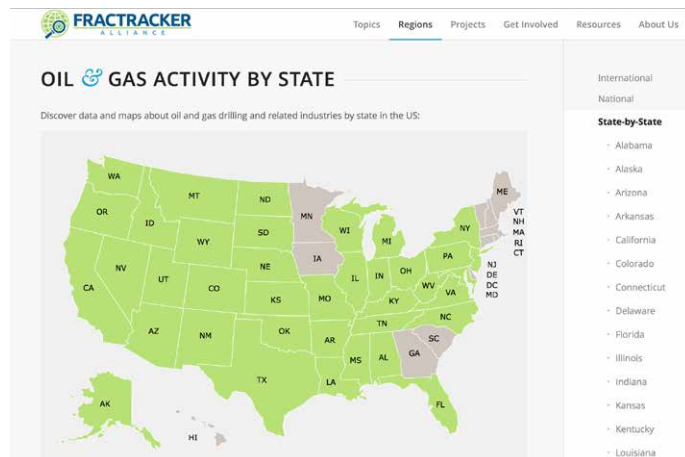 FRACTRACKER
ALLIANCE
Topics Regions Projects Get Involved Resources About Us
OIL & GAS ACTIVITY BY STATE
Discover data and maps about oil and gas drilling and related industries by state in the US:
WA
MT
ND
MN
ME
VT
NH
MA
RI
CT
OR
ID
WY
SD
WI
MI
NY
IA
PA
NJ
DE
DC
MD
NV
UT
CO
NE
IL
IN
OH
WV
VA
CA
KS
MO
KY
NC
AZ
NM
OK
AR
TN
SC
MS
AL
GA
TX
LA
FL
AK
HI
International
National
State-by-State
Alabama
Alaska
Arizona
Arkansas
California
Colorado
Connecticut
Delaware
Florida
Illinois
Indiana
Kansas
Kentucky
Louisiana